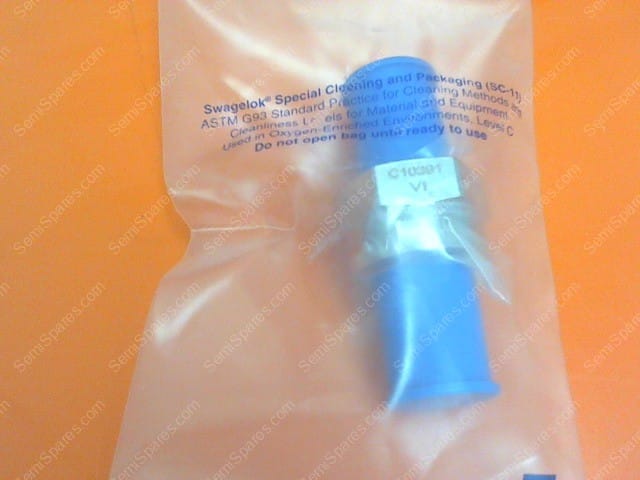 Swagelok® Special Cleaning and Packaging (SC-11)
ASTM G93 Standard Practice for Cleaning Methods and
Cleanliness Levels for Material and Equipment
Used in Oxygen-Enriched Environments, Level C
Do not open bag until ready to use
C10391
VI
SemiSpares.com